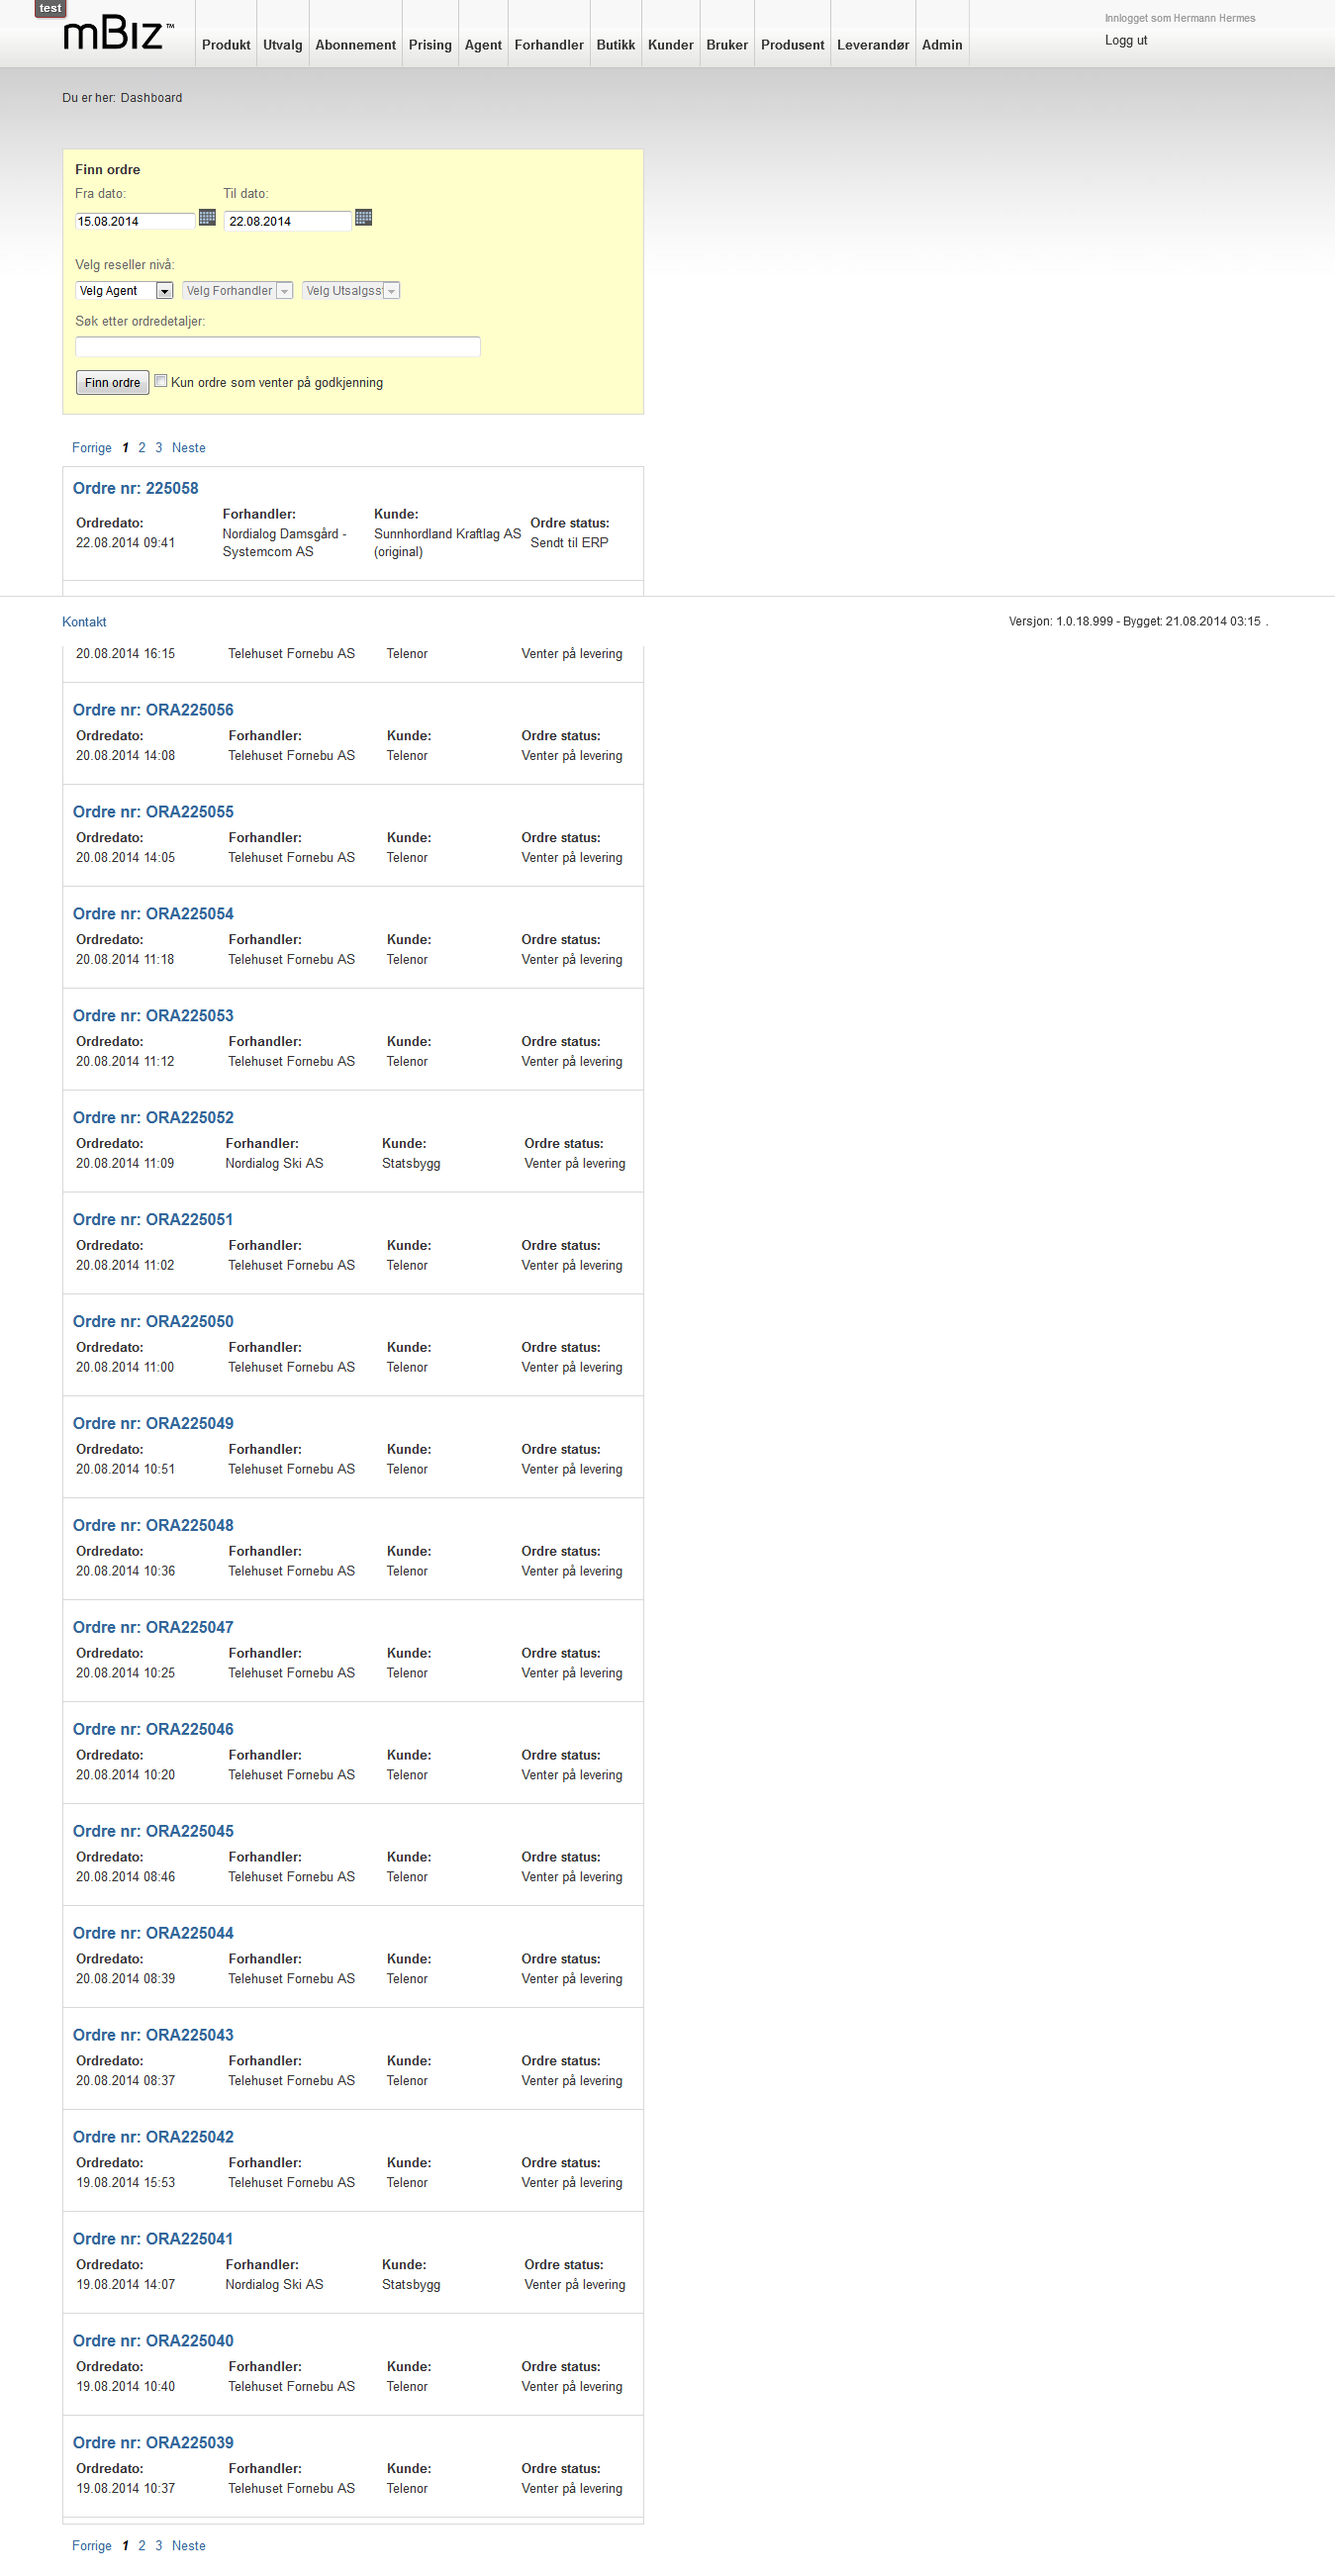 test
mBiz™
Produkt Utvalg Abonnement Prising Agent Forhandler Butikk Kunder Bruker Produsent Leverandør Admin
Innlogget som Hermann Hermes
Logg ut
Du er her: Dashboard
Finn ordre
Fra dato: Til dato:
15.08.2014 22.08.2014
Velg reseller nivå:
Velg Agent Velg Forhandler Velg Utsalgss
Søk etter ordredetaljer:
Finn ordre Kun ordre som venter på godkjenning
Forrige 1 2 3 Neste
Ordre nr: 225058
Ordredato: Forhandler: Kunde: Ordre status:
22.08.2014 09:41 Nordialog Damsgård - Sunnhordland Kraftlag AS Sendt til ERP
Systemcom AS (original)
Kontakt Versjon: 1.0.18.999 - Bygget: 21.08.2014 03:15 .
20.08.2014 16:15 Telehuset Fornebu AS Telenor Venter på levering
Ordre nr: ORA225056
Ordredato: Forhandler: Kunde: Ordre status:
20.08.2014 14:08 Telehuset Fornebu AS Telenor Venter på levering
Ordre nr: ORA225055
Ordredato: Forhandler: Kunde: Ordre status:
20.08.2014 14:05 Telehuset Fornebu AS Telenor Venter på levering
Ordre nr: ORA225054
Ordredato: Forhandler: Kunde: Ordre status:
20.08.2014 11:18 Telehuset Fornebu AS Telenor Venter på levering
Ordre nr: ORA225053
Ordredato: Forhandler: Kunde: Ordre status:
20.08.2014 11:12 Telehuset Fornebu AS Telenor Venter på levering
Ordre nr: ORA225052
Ordredato: Forhandler: Kunde: Ordre status:
20.08.2014 11:09 Nordialog Ski AS Statsbygg Venter på levering
Ordre nr: ORA225051
Ordredato: Forhandler: Kunde: Ordre status:
20.08.2014 11:02 Telehuset Fornebu AS Telenor Venter på levering
Ordre nr: ORA225050
Ordredato: Forhandler: Kunde: Ordre status:
20.08.2014 11:00 Telehuset Fornebu AS Telenor Venter på levering
Ordre nr: ORA225049
Ordredato: Forhandler: Kunde: Ordre status:
20.08.2014 10:51 Telehuset Fornebu AS Telenor Venter på levering
Ordre nr: ORA225048
Ordredato: Forhandler: Kunde: Ordre status:
20.08.2014 10:36 Telehuset Fornebu AS Telenor Venter på levering
Ordre nr: ORA225047
Ordredato: Forhandler: Kunde: Ordre status:
20.08.2014 10:25 Telehuset Fornebu AS Telenor Venter på levering
Ordre nr: ORA225046
Ordredato: Forhandler: Kunde: Ordre status:
20.08.2014 10:20 Telehuset Fornebu AS Telenor Venter på levering
Ordre nr: ORA225045
Ordredato: Forhandler: Kunde: Ordre status:
20.08.2014 08:46 Telehuset Fornebu AS Telenor Venter på levering
Ordre nr: ORA225044
Ordredato: Forhandler: Kunde: Ordre status:
20.08.2014 08:39 Telehuset Fornebu AS Telenor Venter på levering
Ordre nr: ORA225043
Ordredato: Forhandler: Kunde: Ordre status:
20.08.2014 08:37 Telehuset Fornebu AS Telenor Venter på levering
Ordre nr: ORA225042
Ordredato: Forhandler: Kunde: Ordre status:
19.08.2014 15:53 Telehuset Fornebu AS Telenor Venter på levering
Ordre nr: ORA225041
Ordredato: Forhandler: Kunde: Ordre status:
19.08.2014 14:07 Nordialog Ski AS Statsbygg Venter på levering
Ordre nr: ORA225040
Ordredato: Forhandler: Kunde: Ordre status:
19.08.2014 10:40 Telehuset Fornebu AS Telenor Venter på levering
Ordre nr: ORA225039
Ordredato: Forhandler: Kunde: Ordre status:
19.08.2014 10:37 Telehuset Fornebu AS Telenor Venter på levering
Forrige 1 2 3 Neste